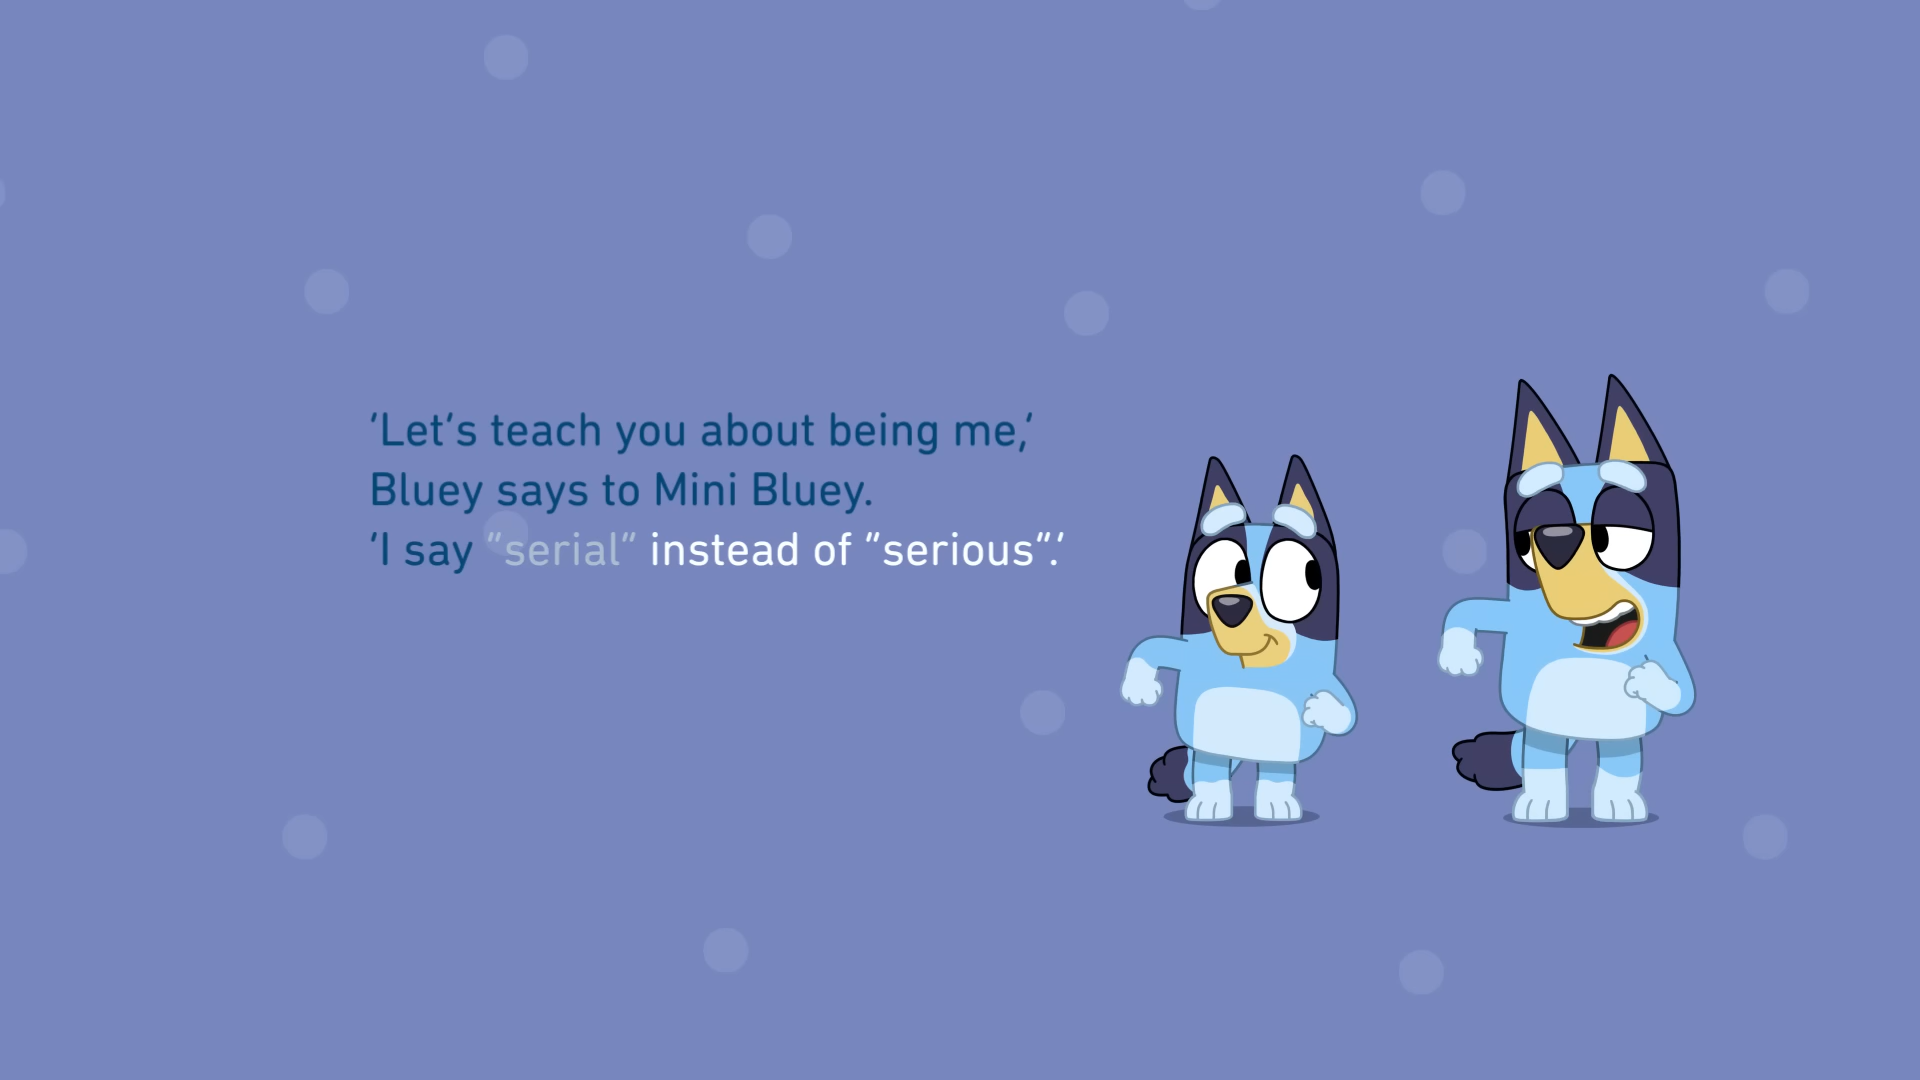 ‘Let‘s teach you about being me,‘
Bluey says to Mini Bluey.
‘I say “serial“ instead of “serious“.‘